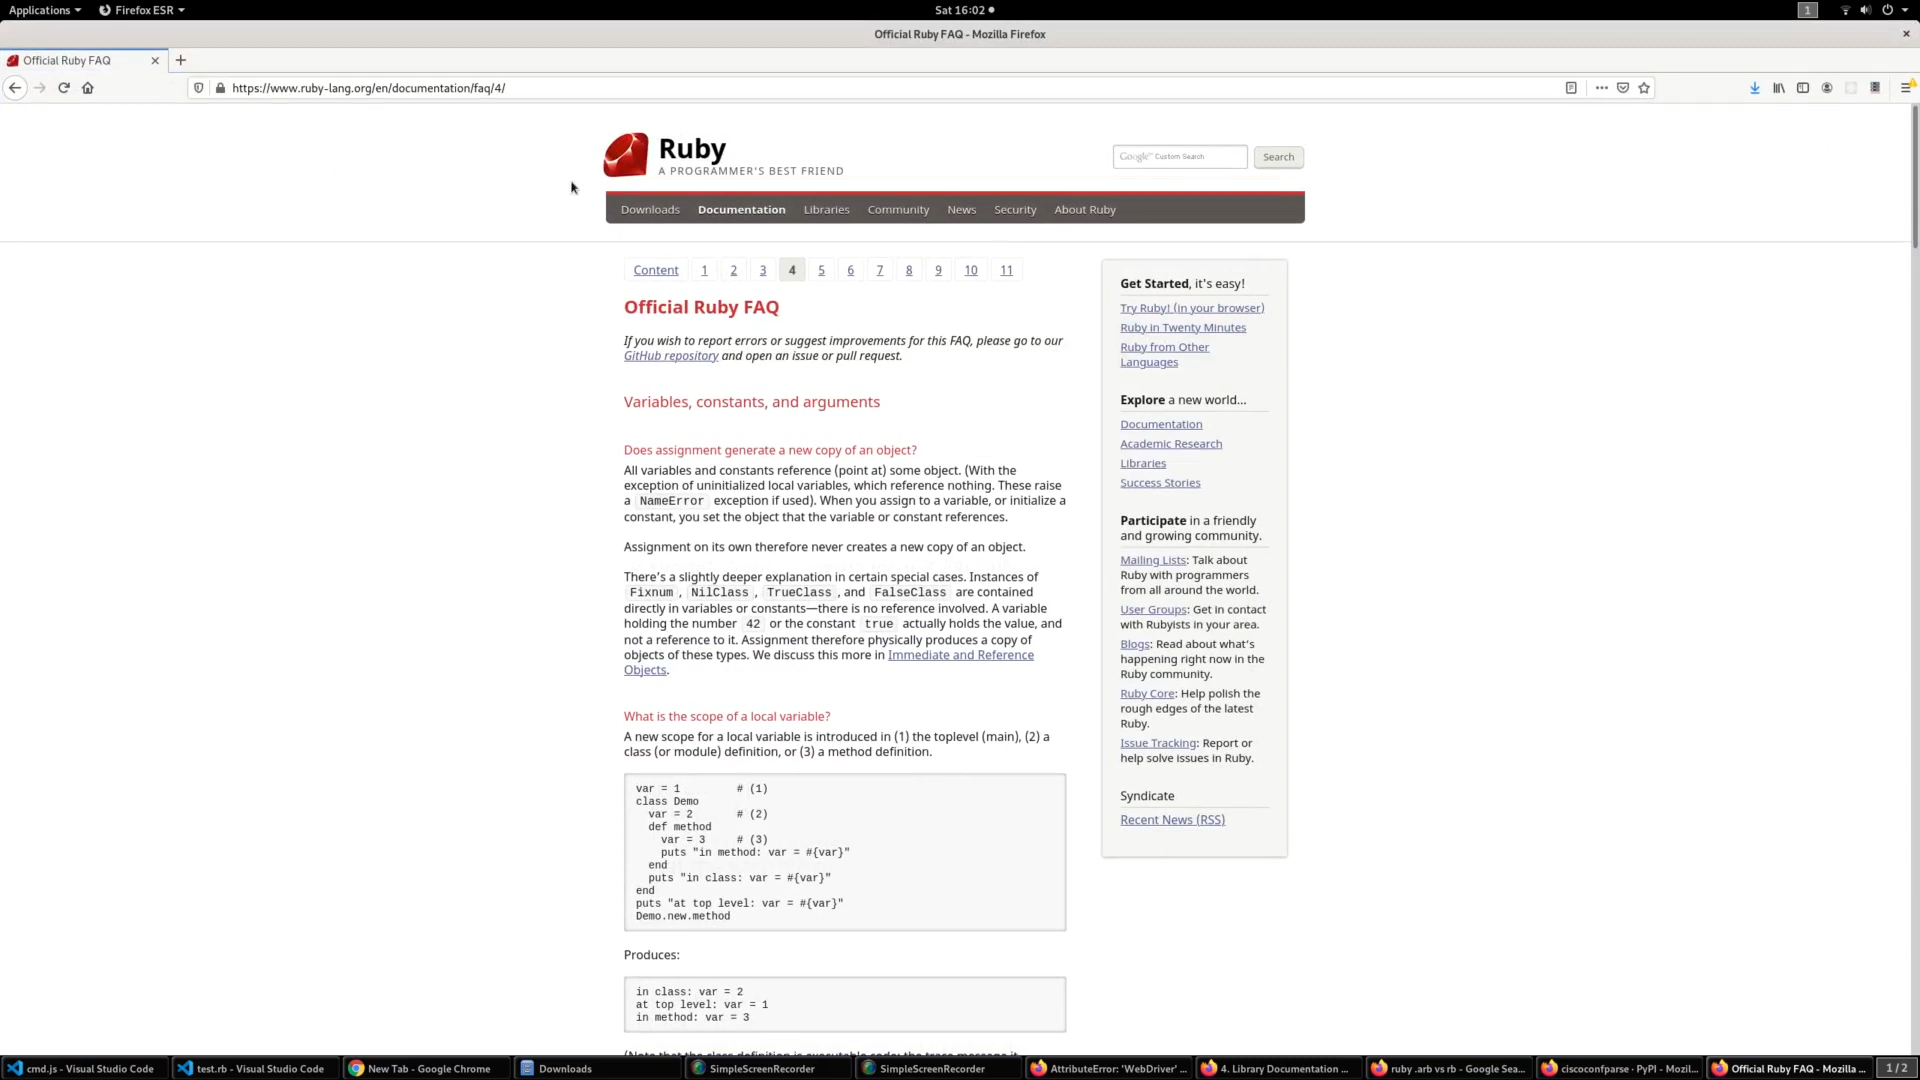 Applications
Firefox ESR
Sat 16:02
1
Official Ruby FAQ - Mozilla Firefox
Official Ruby FAQ
https://www.ruby-lang.org/en/documentation/faq/4/
Ruby
A PROGRAMMER'S BEST FRIEND
Google™ Custom Search
Search
Downloads Documentation Libraries Community News Security About Ruby
Content 1 2 3 4 5 6 7 8 9 10 11
Official Ruby FAQ
If you wish to report errors or suggest improvements for this FAQ, please go to our
GitHub repository and open an issue or pull request.
Variables, constants, and arguments
Does assignment generate a new copy of an object?
All variables and constants reference (point at) some object. (With the
exception of uninitialized local variables, which reference nothing. These raise
a NameError exception if used). When you assign to a variable, or initialize a
constant, you set the object that the variable or constant references.
Assignment on its own therefore never creates a new copy of an object.
There's a slightly deeper explanation in certain special cases. Instances of
Fixnum , NilClass , TrueClass , and FalseClass are contained
directly in variables or constants—there is no reference involved. A variable
holding the number 42 or the constant true actually holds the value, and
not a reference to it. Assignment therefore physically produces a copy of
objects of these types. We discuss this more in Immediate and Reference
Objects.
What is the scope of a local variable?
A new scope for a local variable is introduced in (1) the toplevel (main), (2) a
class (or module) definition, or (3) a method definition.
var = 1 # (1)
class Demo
var = 2 # (2)
def method
var = 3 # (3)
puts "in method: var = #{var}"
end
puts "in class: var = #{var}"
end
puts "at top level: var = #{var}"
Demo.new.method
Produces:
in class: var = 2
at top level: var = 1
in method: var = 3
(Note that the class definition is executable code: the trace message it
Get Started, it's easy!
Try Ruby! (in your browser)
Ruby in Twenty Minutes
Ruby from Other
Languages
Explore a new world...
Documentation
Academic Research
Libraries
Success Stories
Participate in a friendly
and growing community.
Mailing Lists: Talk about
Ruby with programmers
from all around the world.
User Groups: Get in contact
with Rubyists in your area.
Blogs: Read about what's
happening right now in the
Ruby community.
Ruby Core: Help polish the
rough edges of the latest
Ruby.
Issue Tracking: Report or
help solve issues in Ruby.
Syndicate
Recent News (RSS)
cmd.js - Visual Studio Code
test.rb - Visual Studio Code
New Tab - Google Chrome
Downloads
SimpleScreenRecorder
SimpleScreenRecorder
AttributeError: 'WebDriver' ...
4. Library Documentation ...
ruby .arb vs rb - Google Sea...
ciscoconfparse · PyPI - Mozil...
Official Ruby FAQ - Mozilla ...
1 / 2